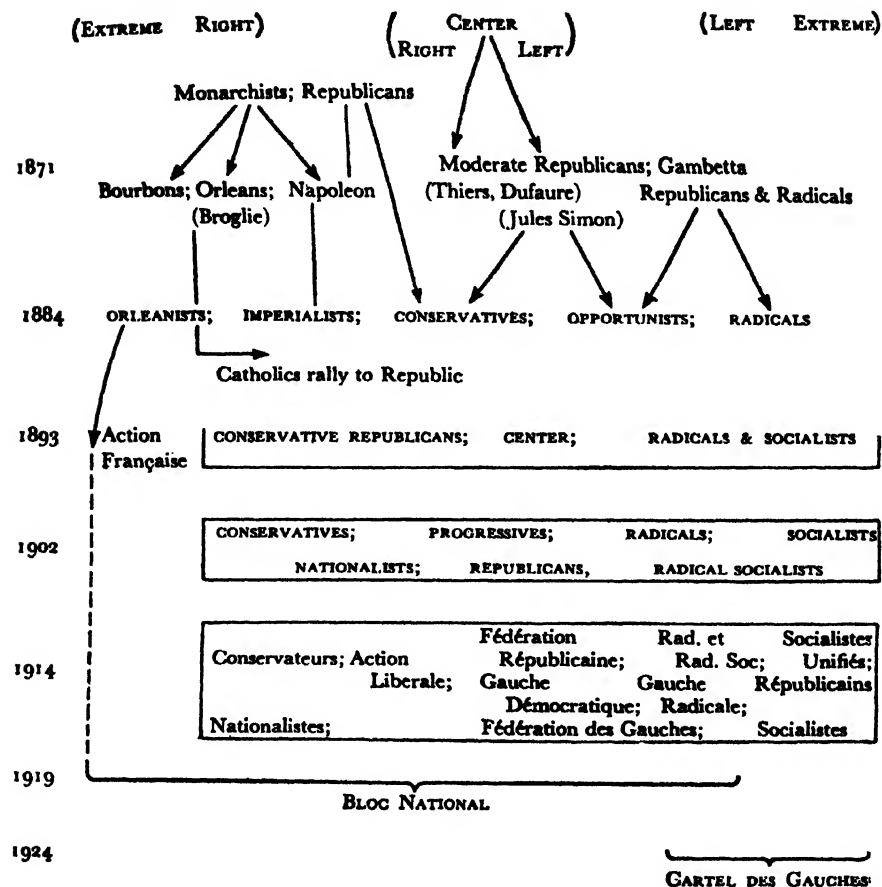 (EXTREME RIGHT) (CENTER RIGHT LEFT) (LEFT EXTREME)
Monarchists; Republicans
1871 Moderate Republicans; Gambetta
Bourbons; Orleans; Napoleon (Thiers, Dufaure) Republicans & Radicals
(Broglie) (Jules Simon)
1884 ORLEANISTS; IMPERIALISTS; CONSERVATIVES; OPPORTUNISTS; RADICALS
Catholics rally to Republic
1893 Action CONSERVATIVE REPUBLICANS; CENTER; RADICALS & SOCIALISTS
Française
1902 CONSERVATIVES; PROGRESSIVES; RADICALS; SOCIALISTS
NATIONALISTS; REPUBLICANS, RADICAL SOCIALISTS
Fédération Rad. et Socialistes
1914 Conservateurs; Action Républicaine; Rad. Soc; Unifiés;
Liberale; Gauche Gauche Républicains
Démocratique; Radicale;
Nationalistes; Fédération des Gauches; Socialistes
1919
BLOC NATIONAL
1924
CARTEL DES GAUCHES